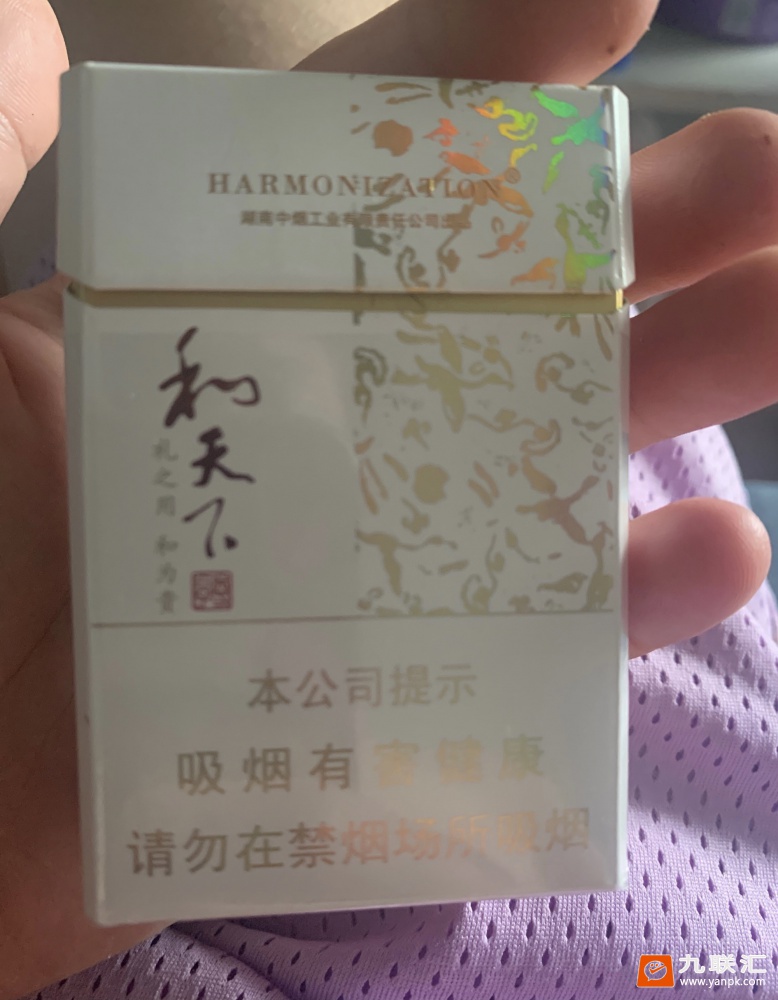 HARMONIZATION®
湖南中烟工业有限责任公司出品
和天下
礼之用 和为贵
本公司提示
吸烟有害健康
请勿在禁烟场所吸烟
九联汇
www.yanpk.com